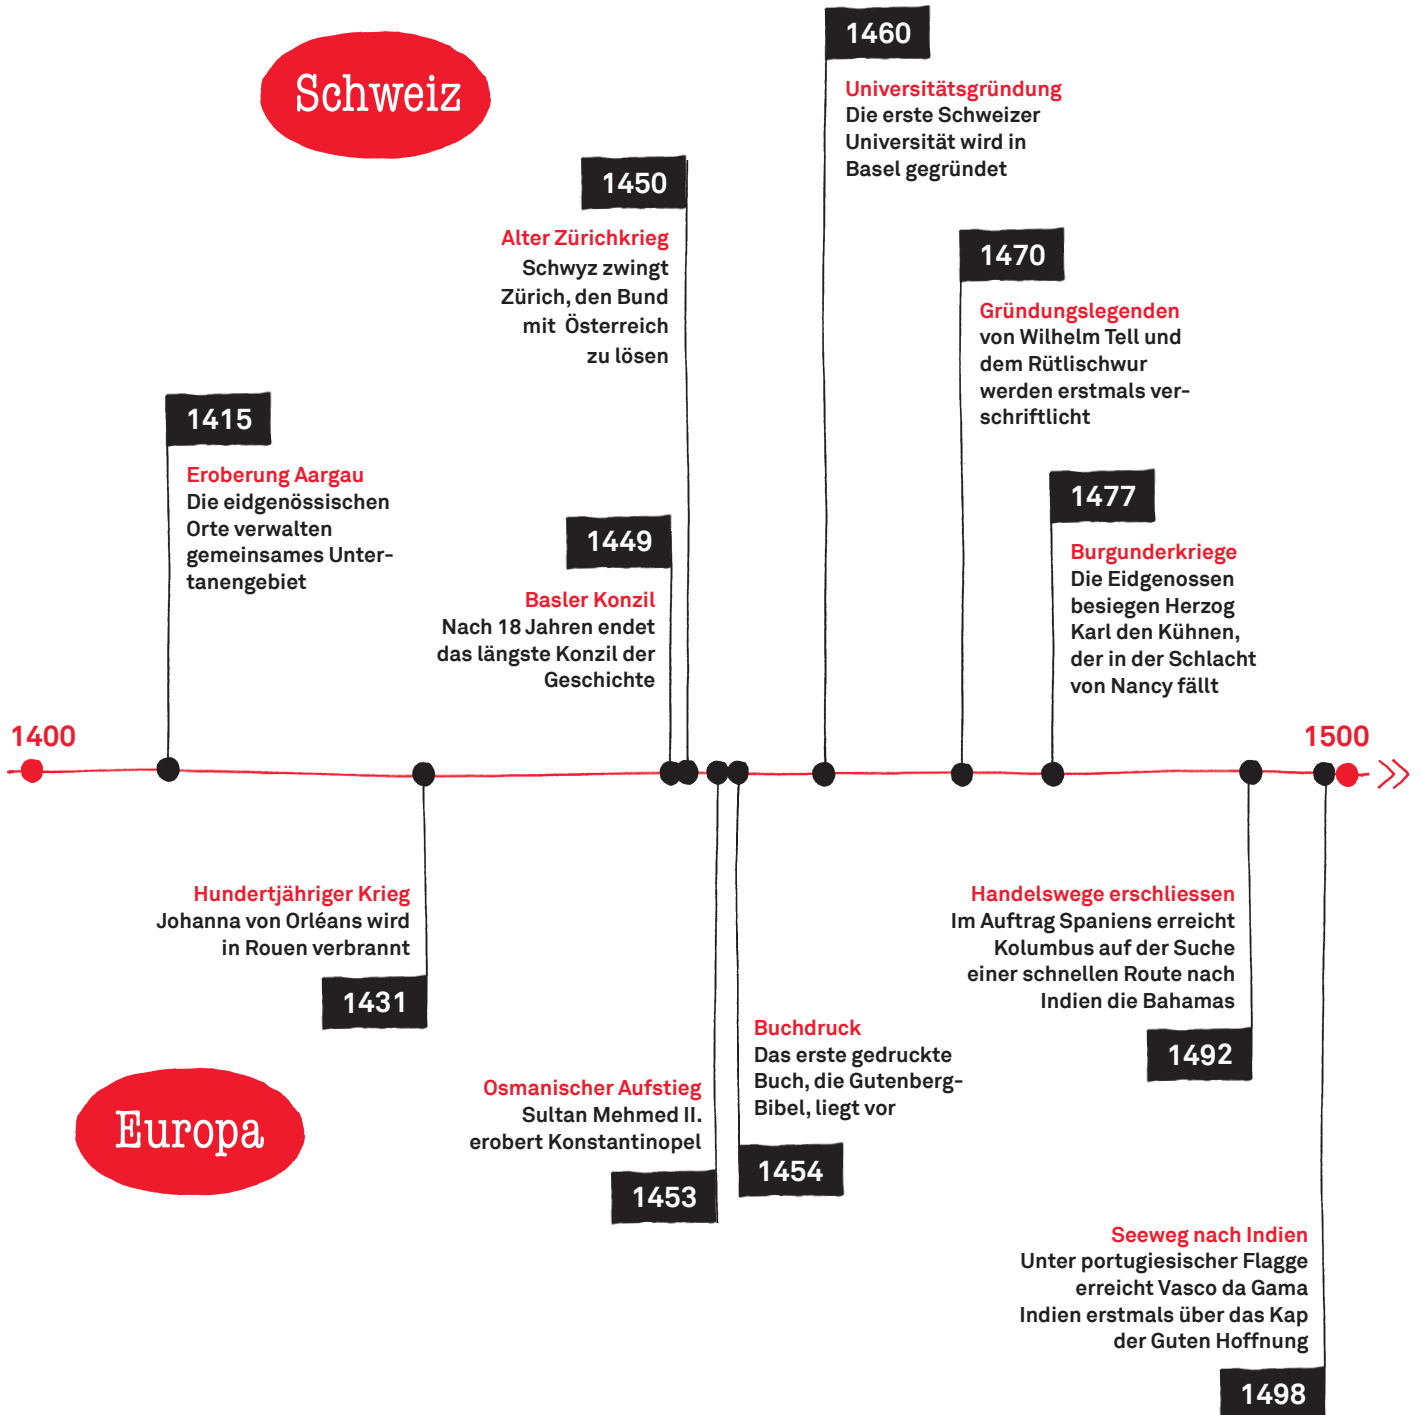 Schweiz
1460
Universitätsgründung
Die erste Schweizer
Universität wird in
Basel gegründet
1450
Alter Zürichkrieg
Schwyz zwingt
Zürich, den Bund
mit Österreich
zu lösen
1470
Gründungslegenden
von Wilhelm Tell und
dem Rütlischwur
werden erstmals ver-
schriftlicht
1415
Eroberung Aargau
Die eidgenössischen
Orte verwalten
gemeinsames Unter-
tanengebiet
1449
Basler Konzil
Nach 18 Jahren endet
das längste Konzil der
Geschichte
1477
Burgunderkriege
Die Eidgenossen
besiegen Herzog
Karl den Kühnen,
der in der Schlacht
von Nancy fällt
1400
1500
Hundertjähriger Krieg
Johanna von Orléans wird
in Rouen verbrannt
1431
Handelswege erschliessen
Im Auftrag Spaniens erreicht
Kolumbus auf der Suche
einer schnellen Route nach
Indien die Bahamas
1492
Buchdruck
Das erste gedruckte
Buch, die Gutenberg-
Bibel, liegt vor
1454
Europa
Osmanischer Aufstieg
Sultan Mehmed II.
erobert Konstantinopel
1453
Seeweg nach Indien
Unter portugiesischer Flagge
erreicht Vasco da Gama
Indien erstmals über das Kap
der Guten Hoffnung
1498